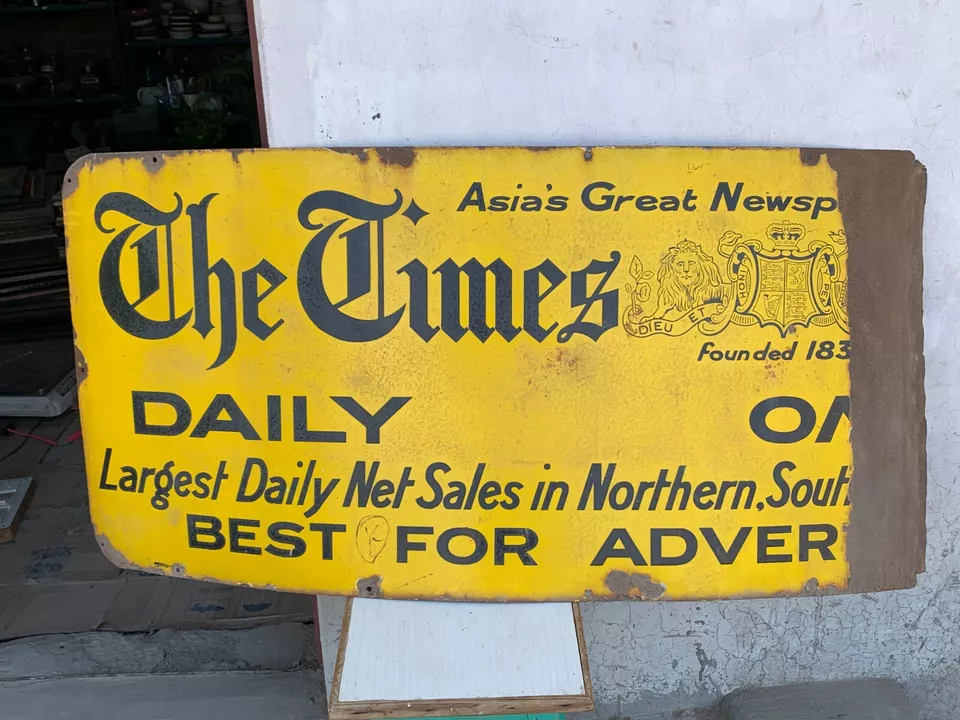 Asia's Great Newsp
The Times
DIEU ET
founded 183
DAILY ON
Largest Daily Net Sales in Northern, Sout
BEST FOR ADVER